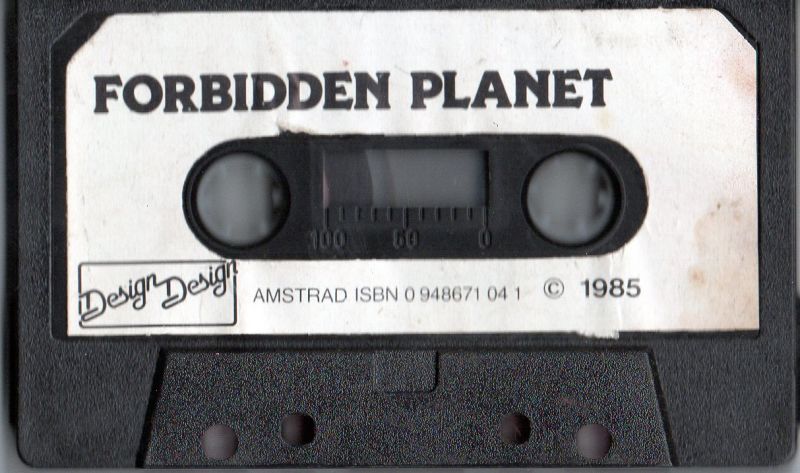 FORBIDDEN PLANET
100 50 0
Design Design
AMSTRAD ISBN 0 948671 04 1 © 1985